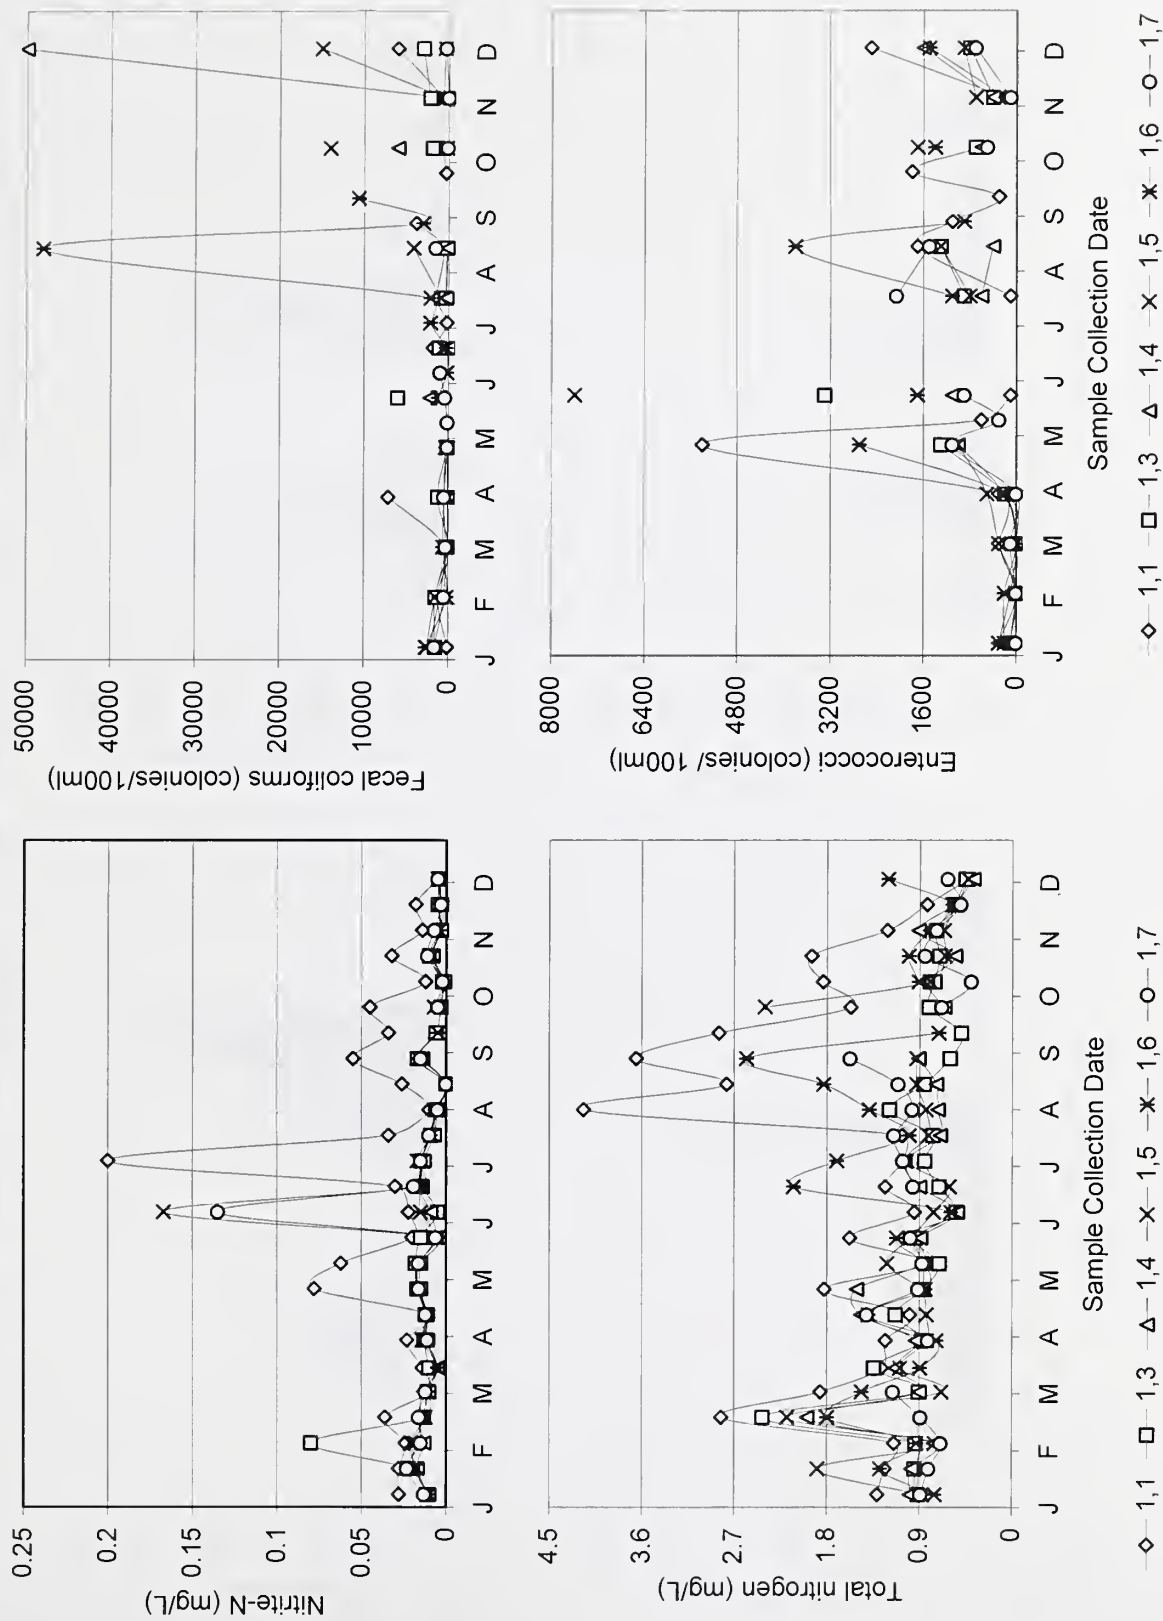 Nitrite-N (mg/L)
0.25
0.2
0.15
0.1
0.05
0
J F M A M J J A S O N D
Total nitrogen (mg/L)
4.5
3.6
2.7
1.8
0.9
0
J F M A M J J A S O N D
Sample Collection Date
1,1 1,3 1,4 1,5 1,6 1,7
Fecal coliforms (colonies/100ml)
50000
40000
30000
20000
10000
0
J F M A M J J A S O N D
Enterococci (colonies/ 100ml)
8000
6400
4800
3200
1600
0
J F M A M J J A S O N D
Sample Collection Date
1,1 1,3 1,4 1,5 1,6 1,7